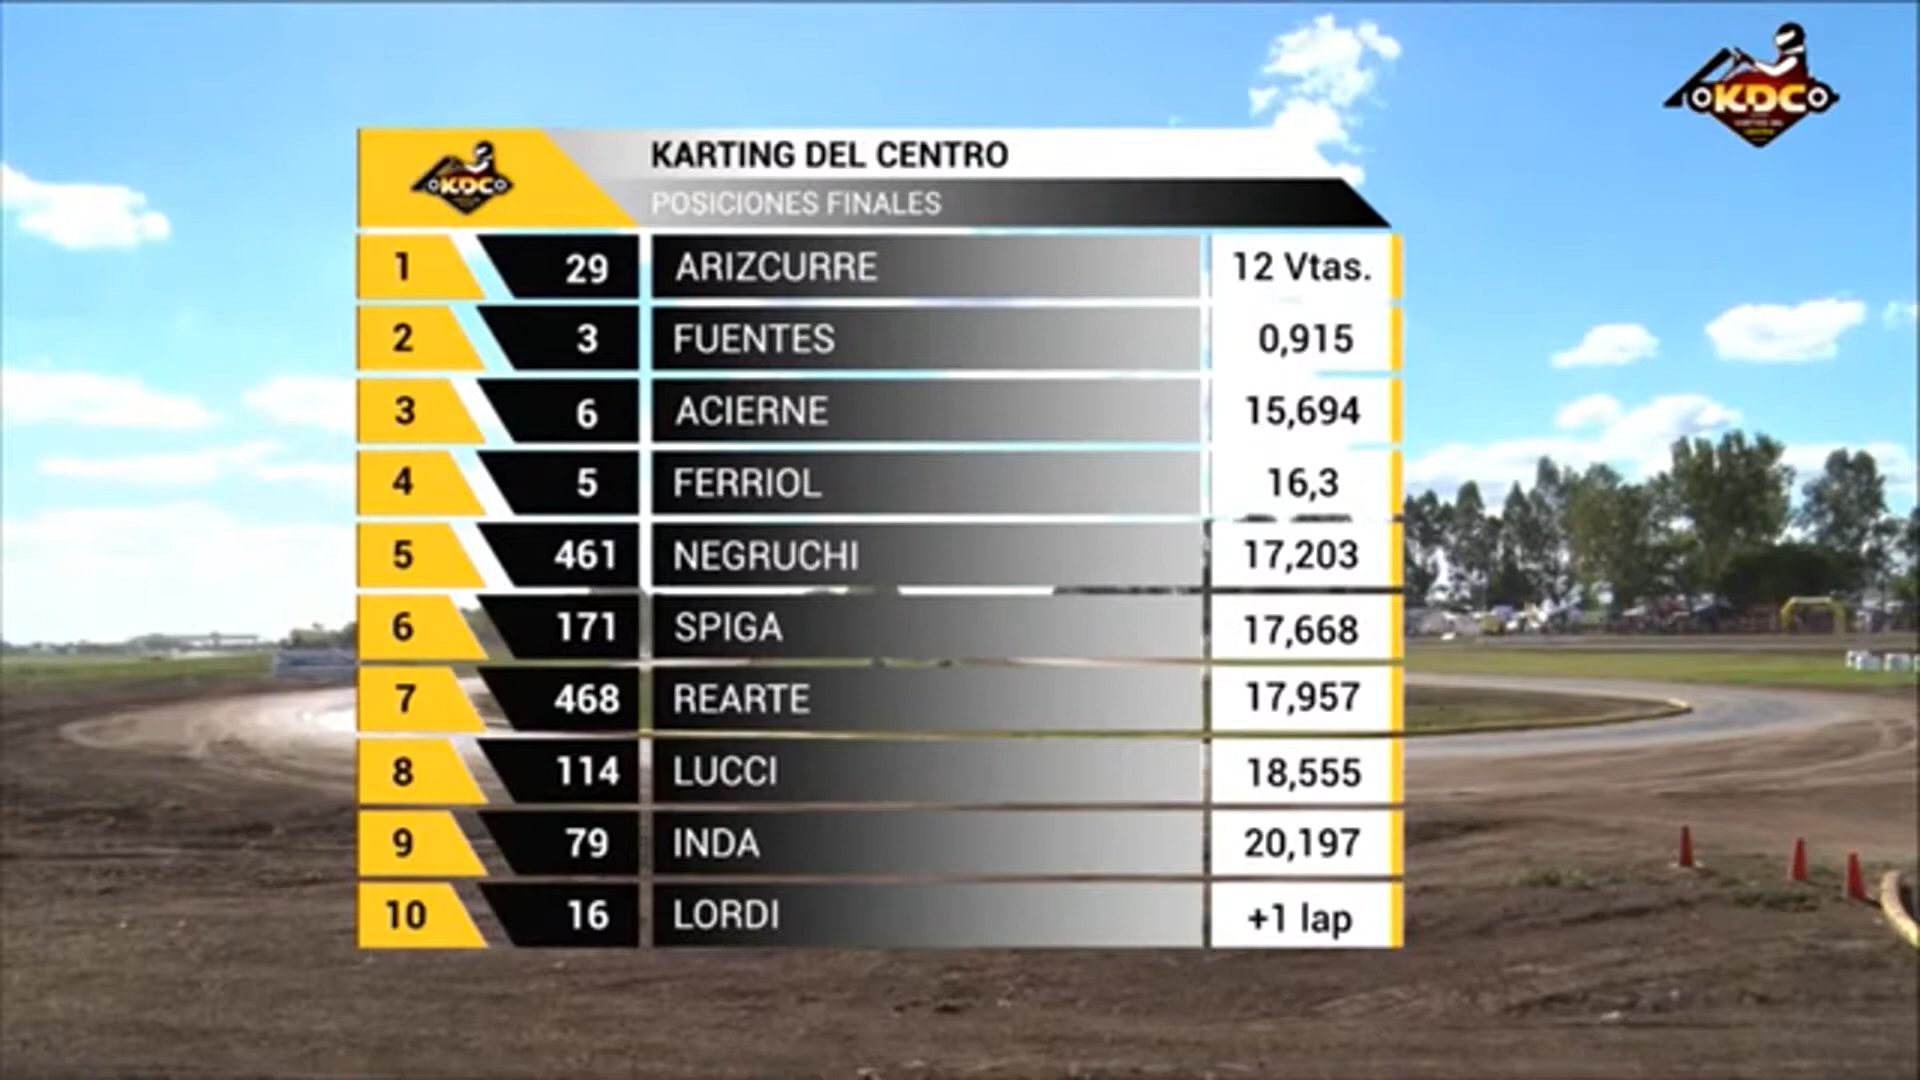 KDC
KARTING DEL CENTRO
KDC
POSICIONES FINALES
1 29 ARIZCURRE 12 Vtas.
2 3 FUENTES 0,915
3 6 ACIERNE 15,694
4 5 FERRIOL 16,3
5 461 NEGRUCHI 17,203
6 171 SPIGA 17,668
7 468 REARTE 17,957
8 114 LUCCI 18,555
9 79 INDA 20,197
10 16 LORDI +1 lap